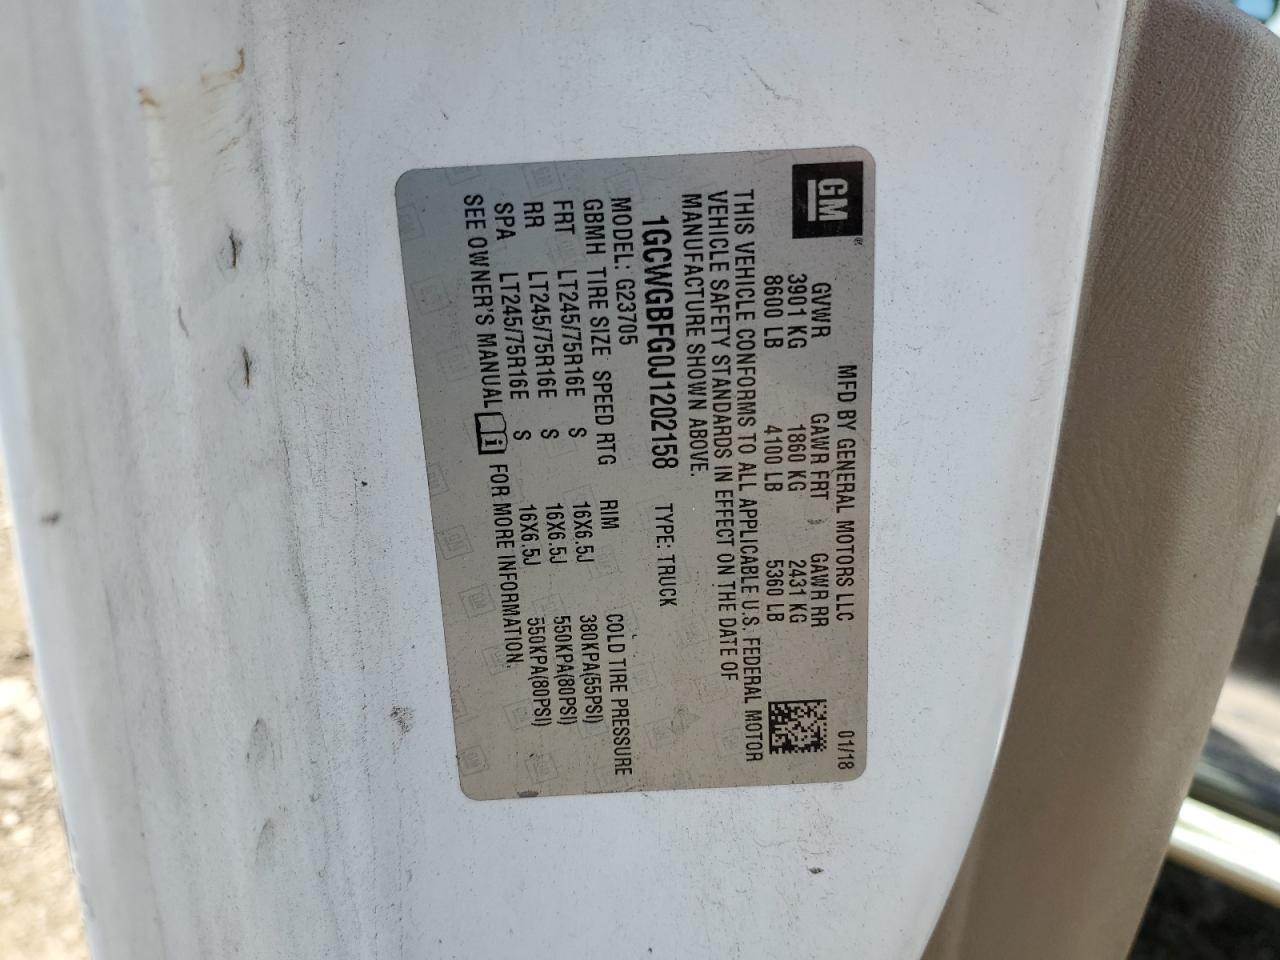 GM
MFD BY GENERAL MOTORS LLC 01/18
GVWR GAWR FRT GAWR RR
3901 KG 1860 KG 2431 KG
8600 LB 4100 LB 5360 LB
THIS VEHICLE CONFORMS TO ALL APPLICABLE U.S. FEDERAL MOTOR
VEHICLE SAFETY STANDARDS IN EFFECT ON THE DATE OF
MANUFACTURE SHOWN ABOVE.
1GCWGBFG0J1202158 TYPE: TRUCK
MODEL: G23705
GBMH TIRE SIZE SPEED RTG RIM COLD TIRE PRESSURE
FRT LT245/75R16E S 16X6.5J 380KPA(55PSI)
RR LT245/75R16E S 16X6.5J 550KPA(80PSI)
SPA LT245/75R16E S 16X6.5J 550KPA(80PSI)
SEE OWNER'S MANUAL i FOR MORE INFORMATION.